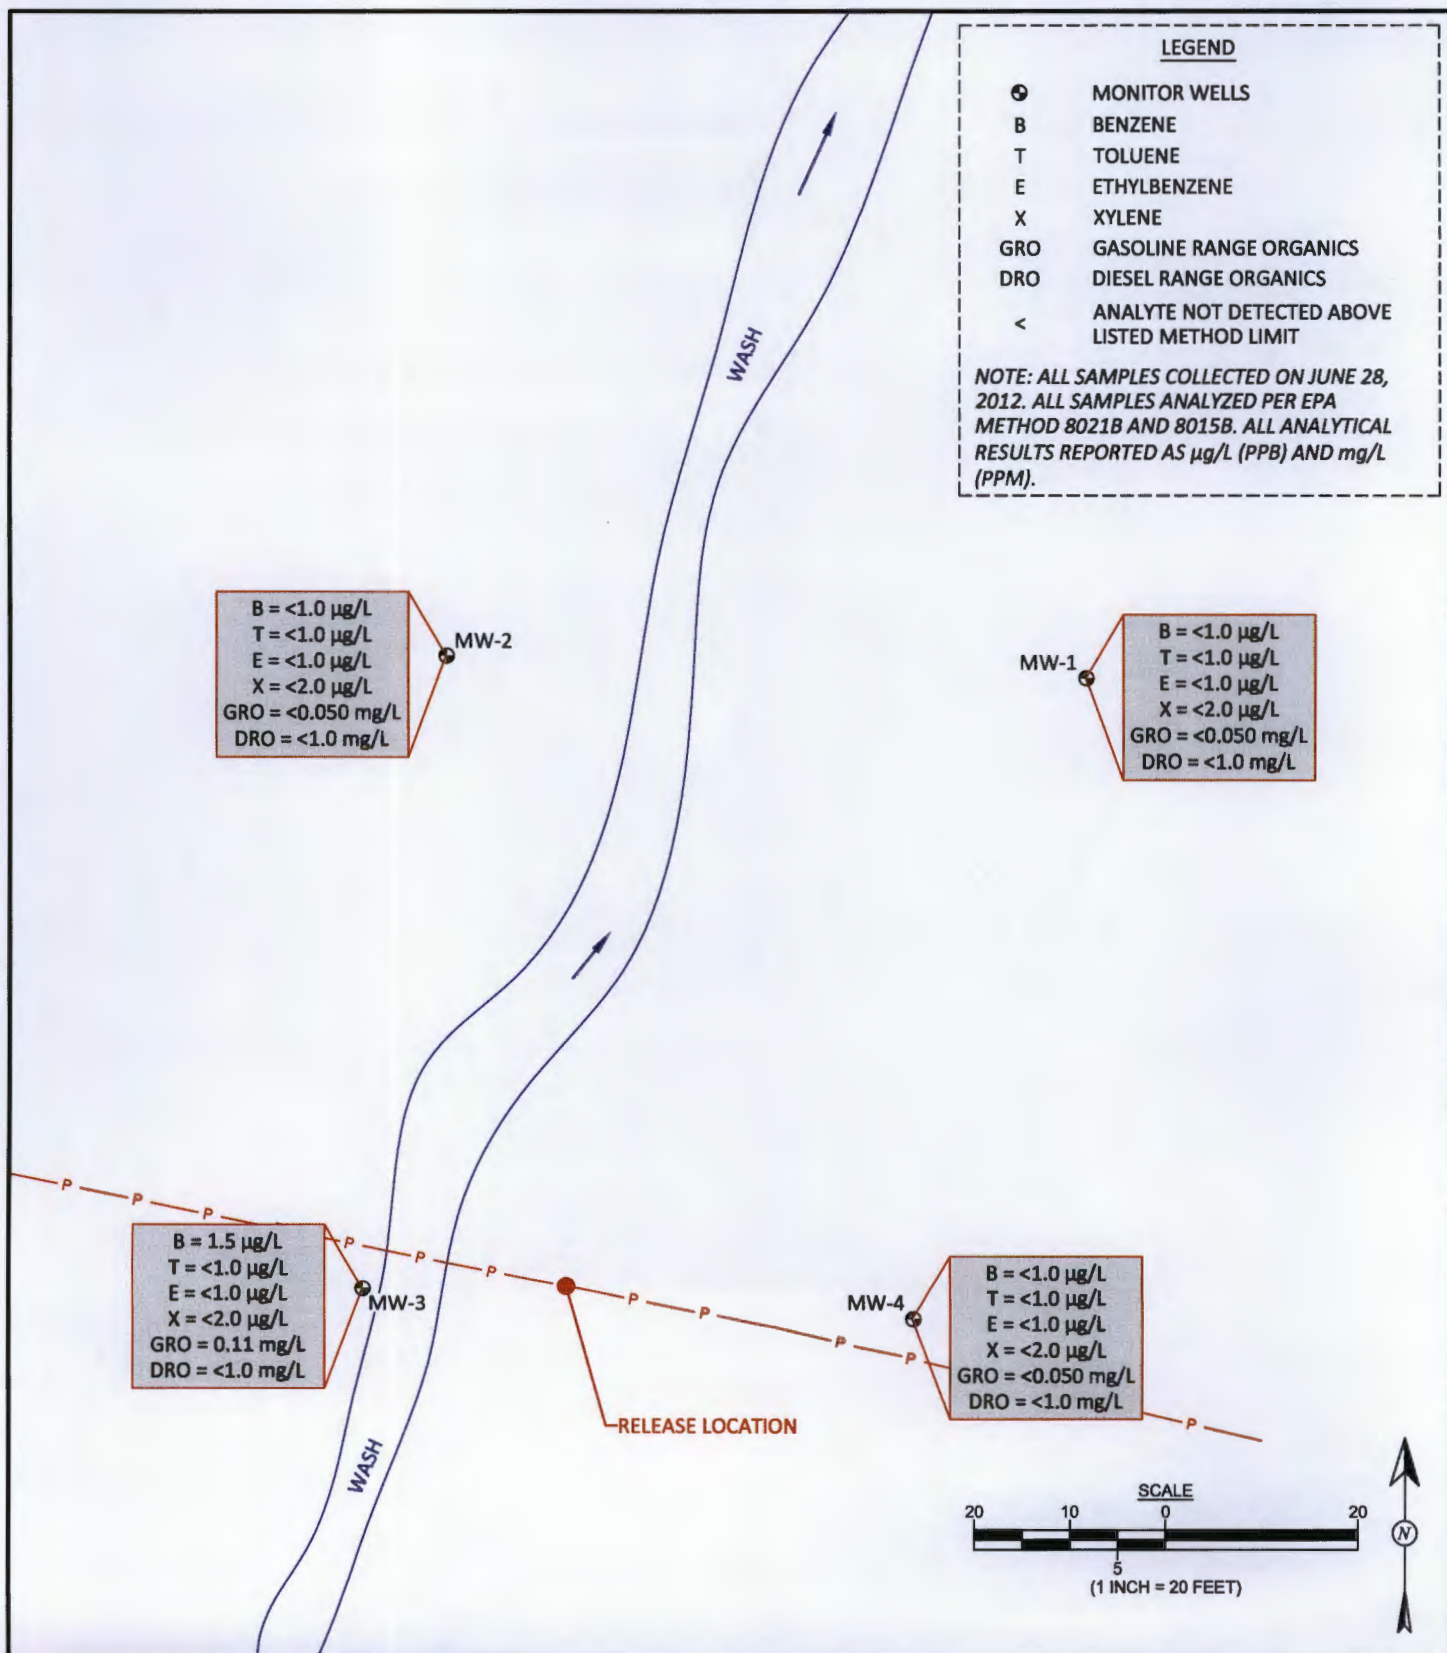 LEGEND
MONITOR WELLS
B BENZENE
T TOLUENE
E ETHYLBENZENE
X XYLENE
GRO GASOLINE RANGE ORGANICS
DRO DIESEL RANGE ORGANICS
< ANALYTE NOT DETECTED ABOVE
LISTED METHOD LIMIT
NOTE: ALL SAMPLES COLLECTED ON JUNE 28,
2012. ALL SAMPLES ANALYZED PER EPA
METHOD 8021B AND 8015B. ALL ANALYTICAL
RESULTS REPORTED AS µg/L (PPB) AND mg/L
(PPM).
WASH
B = <1.0 µg/L
T = <1.0 µg/L
E = <1.0 µg/L
X = <2.0 µg/L
GRO = <0.050 mg/L
DRO = <1.0 mg/L
MW-2
MW-1
B = <1.0 µg/L
T = <1.0 µg/L
E = <1.0 µg/L
X = <2.0 µg/L
GRO = <0.050 mg/L
DRO = <1.0 mg/L
P P P P P P P P P P P
B = 1.5 µg/L
T = <1.0 µg/L
E = <1.0 µg/L
X = <2.0 µg/L
GRO = 0.11 mg/L
DRO = <1.0 mg/L
MW-3
MW-4
B = <1.0 µg/L
T = <1.0 µg/L
E = <1.0 µg/L
X = <2.0 µg/L
GRO = <0.050 mg/L
DRO = <1.0 mg/L
RELEASE LOCATION
WASH
SCALE
20 10 0 20
5
(1 INCH = 20 FEET)
N